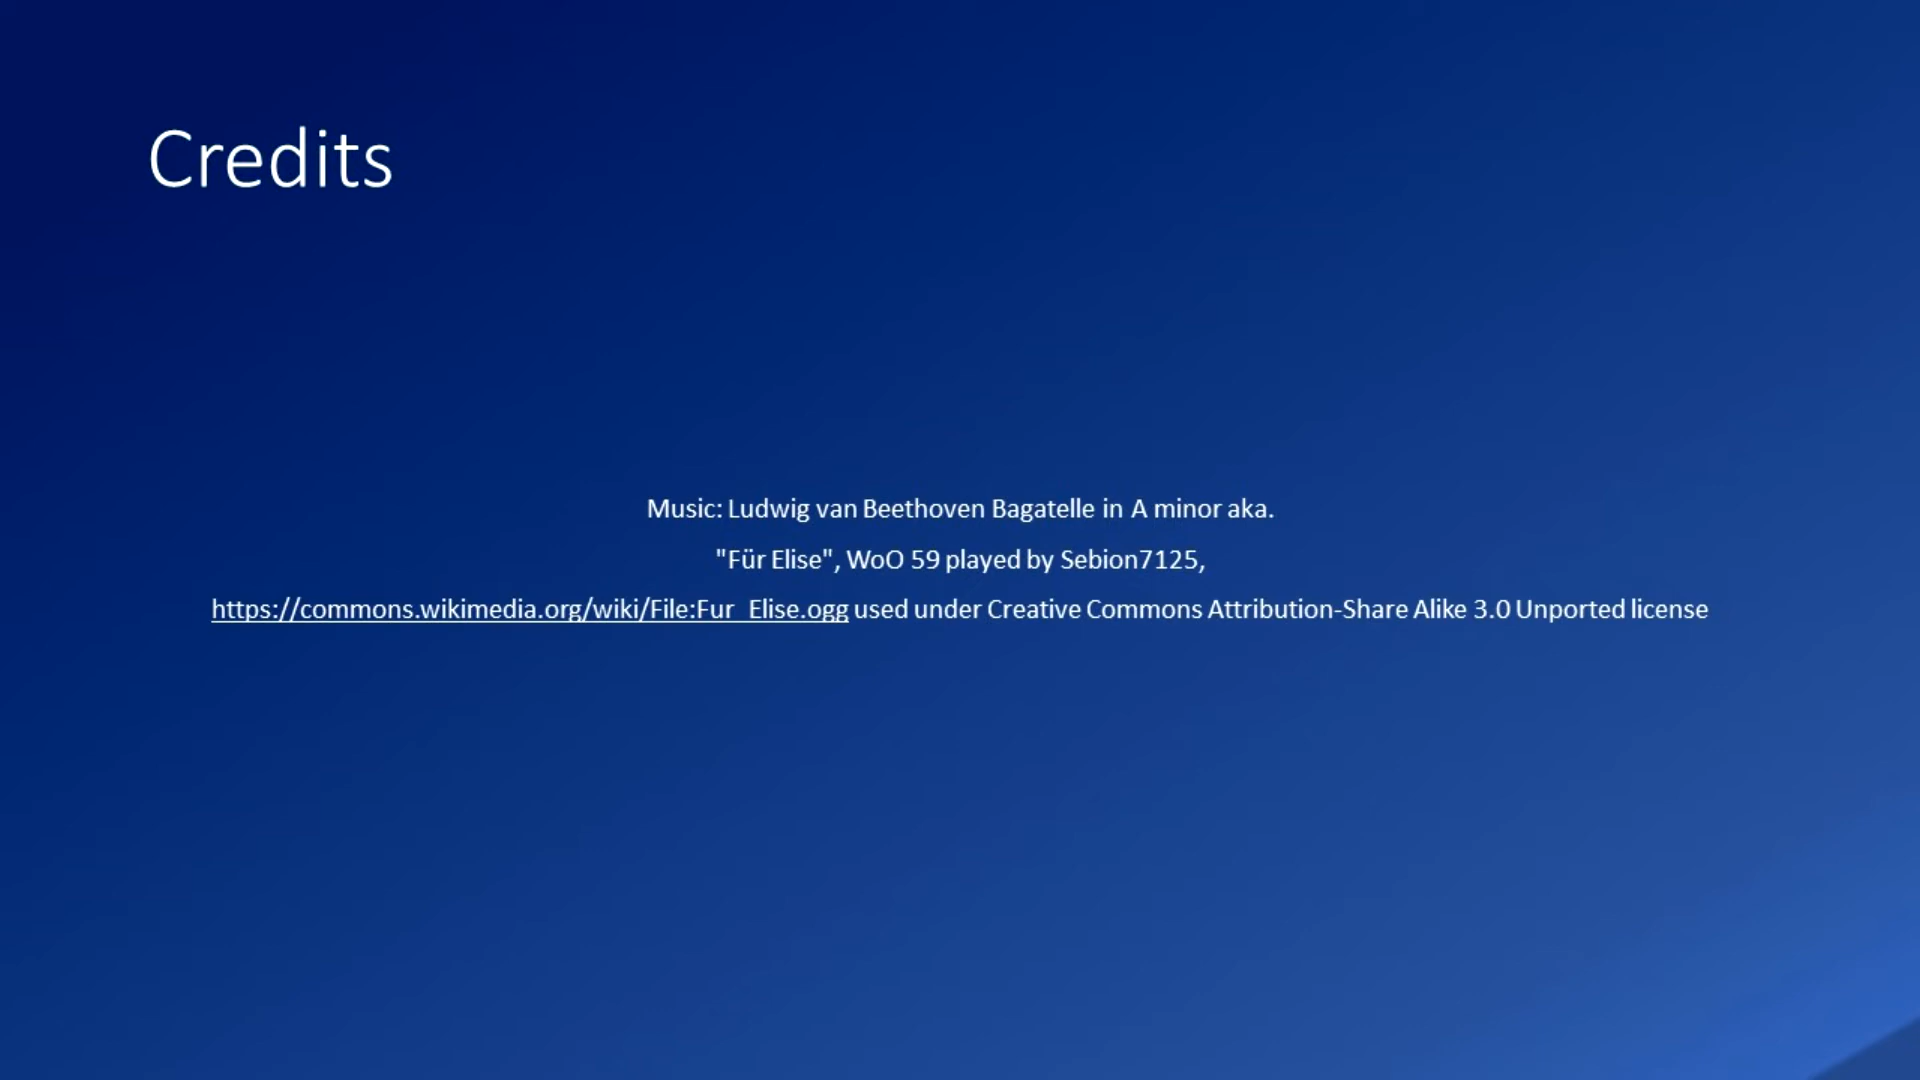 Credits
Music: Ludwig van Beethoven Bagatelle in A minor aka.
"Für Elise", WoO 59 played by Sebion7125,
https://commons.wikimedia.org/wiki/File:Fur_Elise.ogg used under Creative Commons Attribution-Share Alike 3.0 Unported license